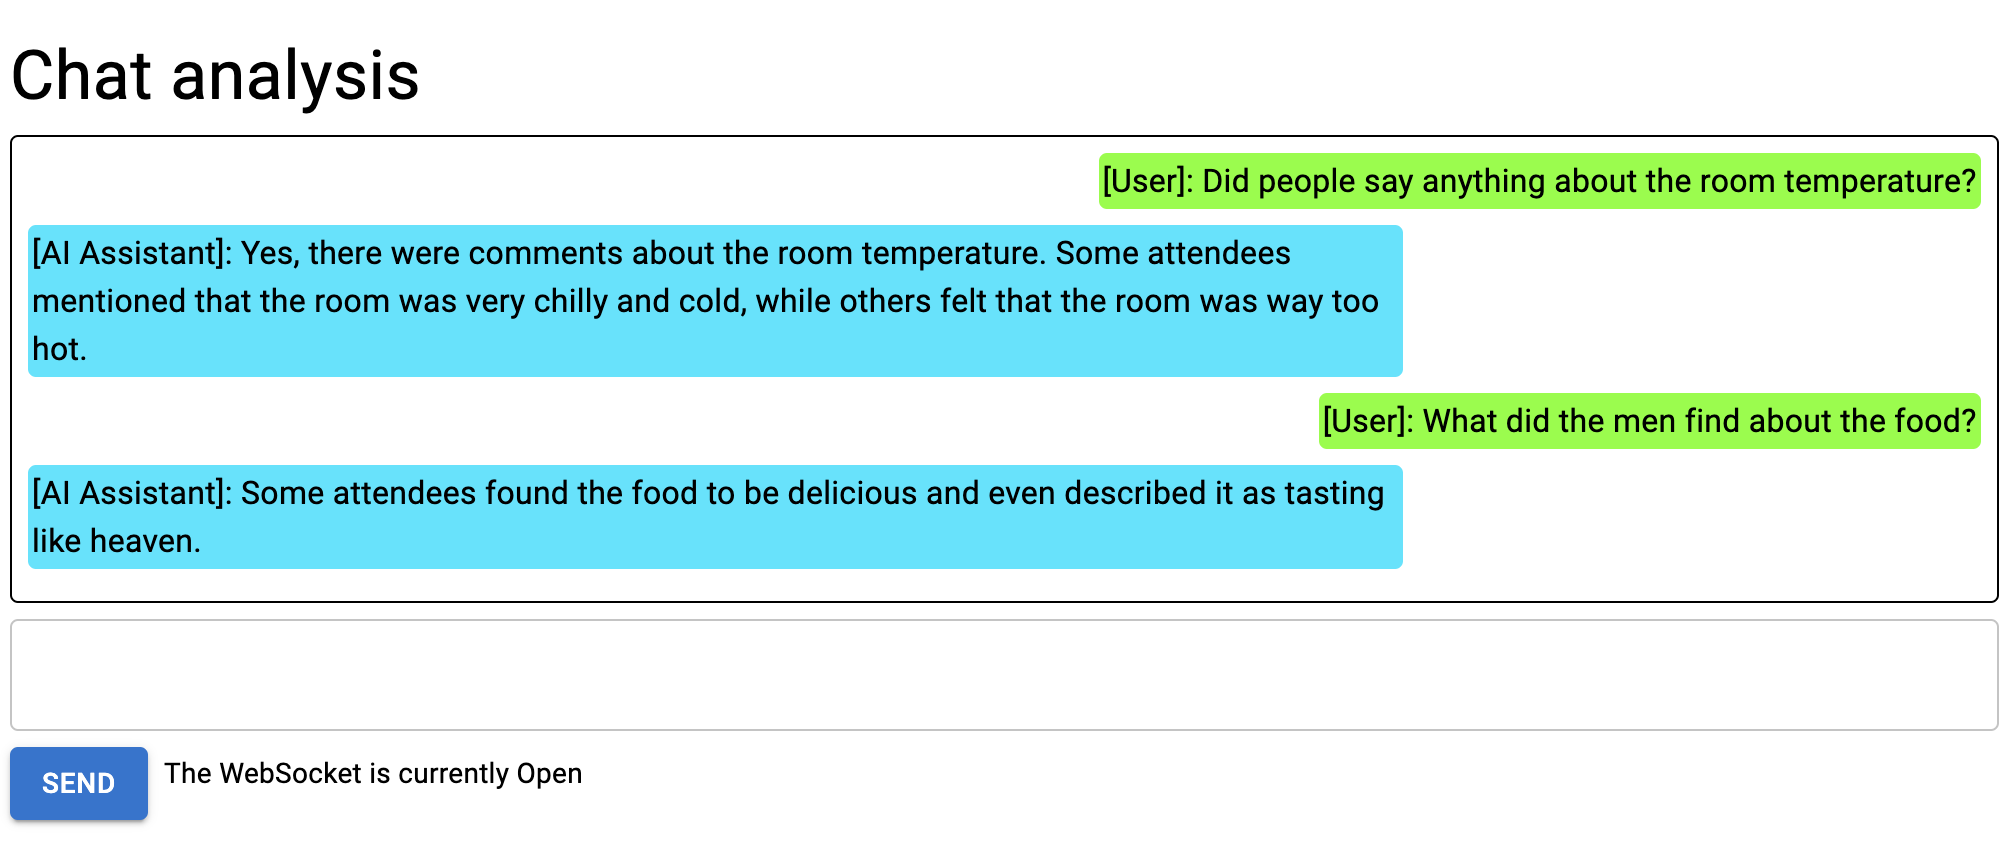 Chat analysis
[User]: Did people say anything about the room temperature?
[AI Assistant]: Yes, there were comments about the room temperature. Some attendees
mentioned that the room was very chilly and cold, while others felt that the room was way too
hot.
[User]: What did the men find about the food?
[AI Assistant]: Some attendees found the food to be delicious and even described it as tasting
like heaven.
SEND
The WebSocket is currently Open